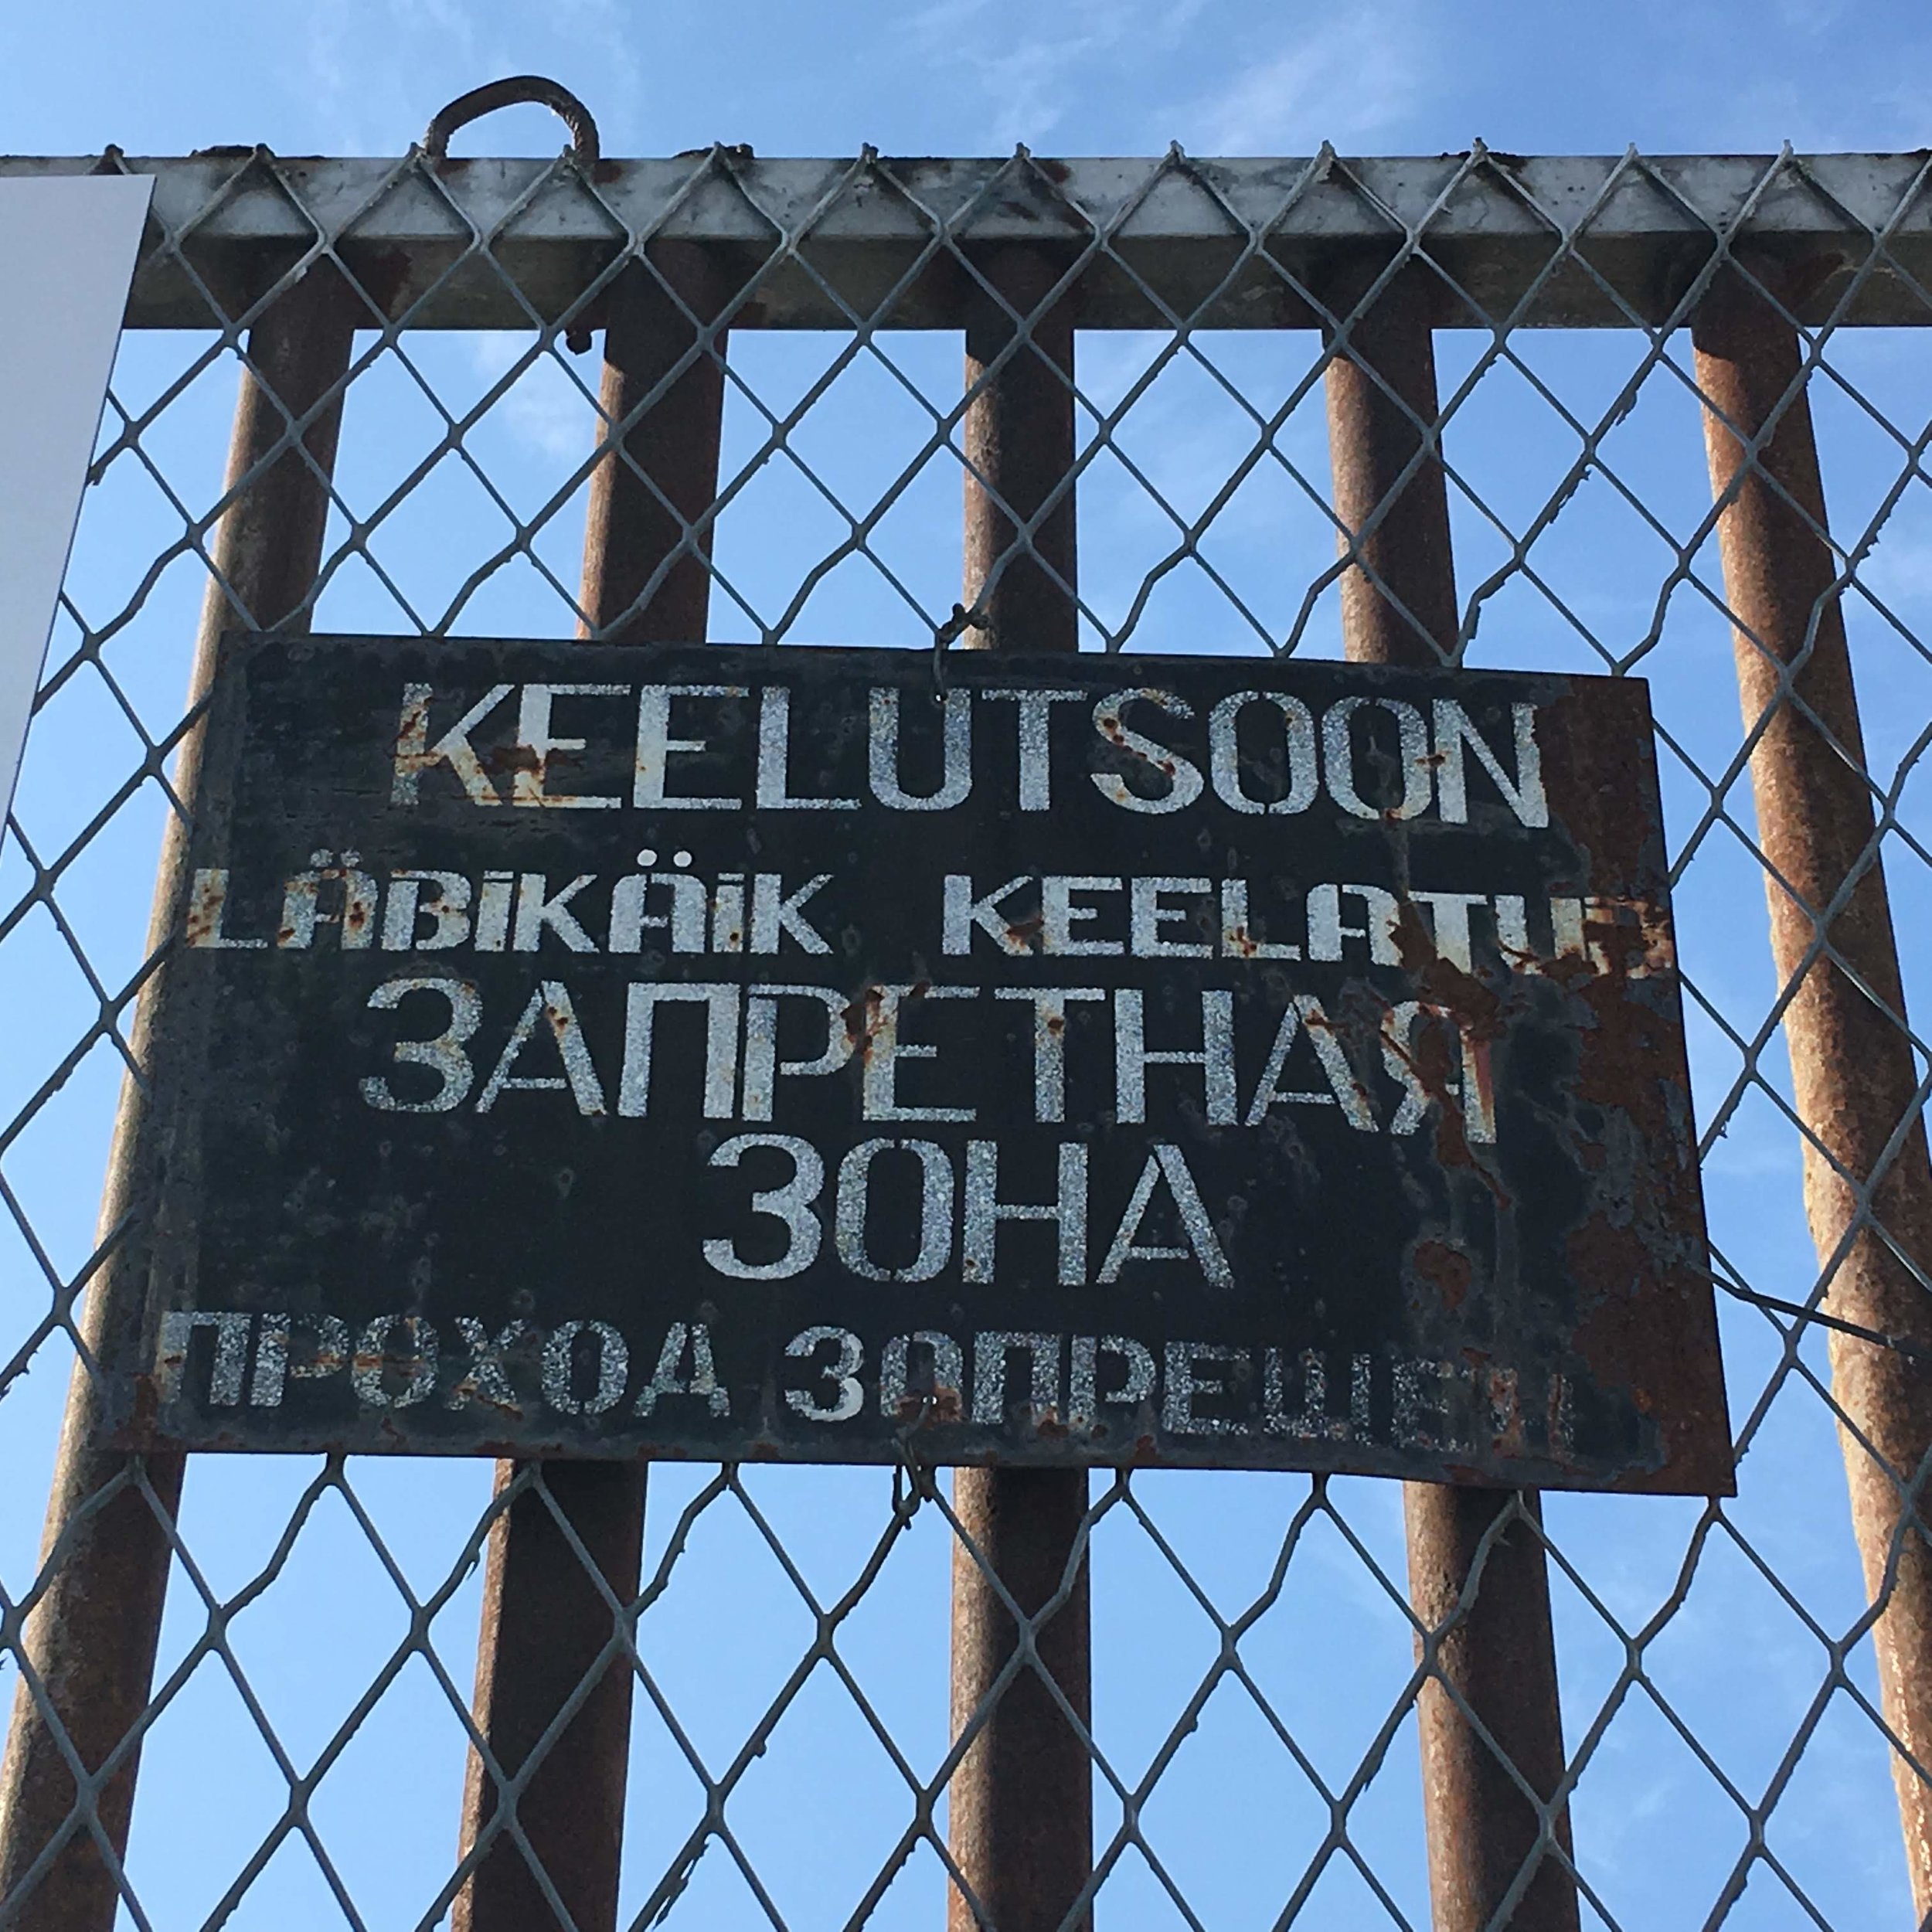 KEELUTSOON
LÄBiKÄiK KEELATUD
ЗАПРЕТНАЯ
ЗОНА
ПРОХОД ЗАПРЕЩЕН